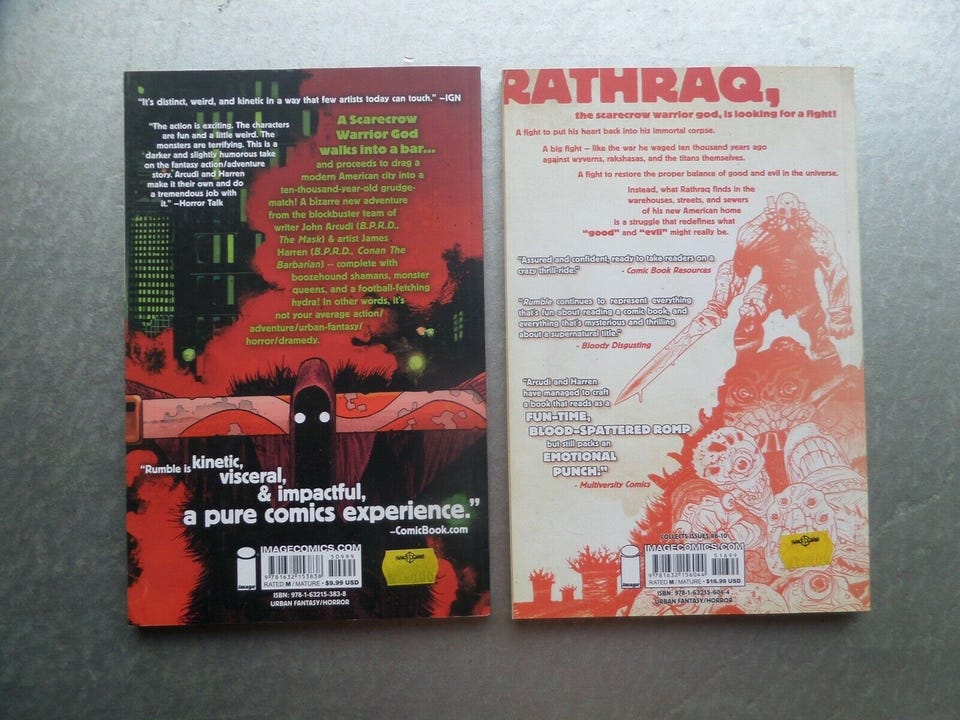 "It's distinct, weird, and kinetic in a way that few artists today can touch." —IGN
"The action is exciting. The characters
are fun and a little weird. The
monsters are terrifying. This is a
darker and slightly humorous take
on the fantasy action/adventure
story. Arcudi and Harren
make it their own and do
a tremendous job with
it." —Horror Talk
A Scarecrow
Warrior God
walks into a bar...
and proceeds to drag a
modern American city into a
ten-thousand-year-old grudge-
match! A bizarre new adventure
from the blockbuster team of
writer John Arcudi (B.P.R.D.,
The Mask) & artist James
Harren (B.P.R.D., Conan The
Barbarian) -- complete with
boozehound shamans, monster
queens, and a football-fetching
hydra! In other words, it's
not your average action/
adventure/urban-fantasy/
horror/dramedy.
"Rumble is kinetic,
visceral,
& impactful,
a pure comics experience."
—ComicBook.com
IMAGECOMICS.COM
50999
9 781632 153838
image
RATED M / MATURE • $9.99 USD
ISBN: 978-1-63215-383-8
URBAN FANTASY/HORROR
RATHRAQ,
the scarecrow warrior god, is looking for a fight!
A fight to put his heart back into his immortal corpse.
A big fight — like the war he waged ten thousand years ago
against wyverns, rakshasas, and the titans themselves.
A fight to restore the proper balance of good and evil in the universe.
Instead, what Rathraq finds in the
warehouses, streets, and sewers
of his new American home
is a struggle that redefines what
"good" and "evil" might really be.
"Assured and confident, ready to take readers on a
crazy thrill-ride."
- Comic Book Resources
"Rumble continues to represent everything
that's fun about reading a comic book, and
everything that's mysterious and thrilling
about a supernatural title."
- Bloody Disgusting
"Arcudi and Harren
have managed to craft
a book that reads as a
FUN-TIME,
BLOOD-SPATTERED ROMP
but still packs an
EMOTIONAL
PUNCH."
- Multiversity Comics
COLLECTS ISSUES #6-10
IMAGECOMICS.COM
51699
9 781632 156044
image
RATED M / MATURE • $16.99 USD
ISBN: 978-1-63215-604-4
URBAN FANTASY/HORROR